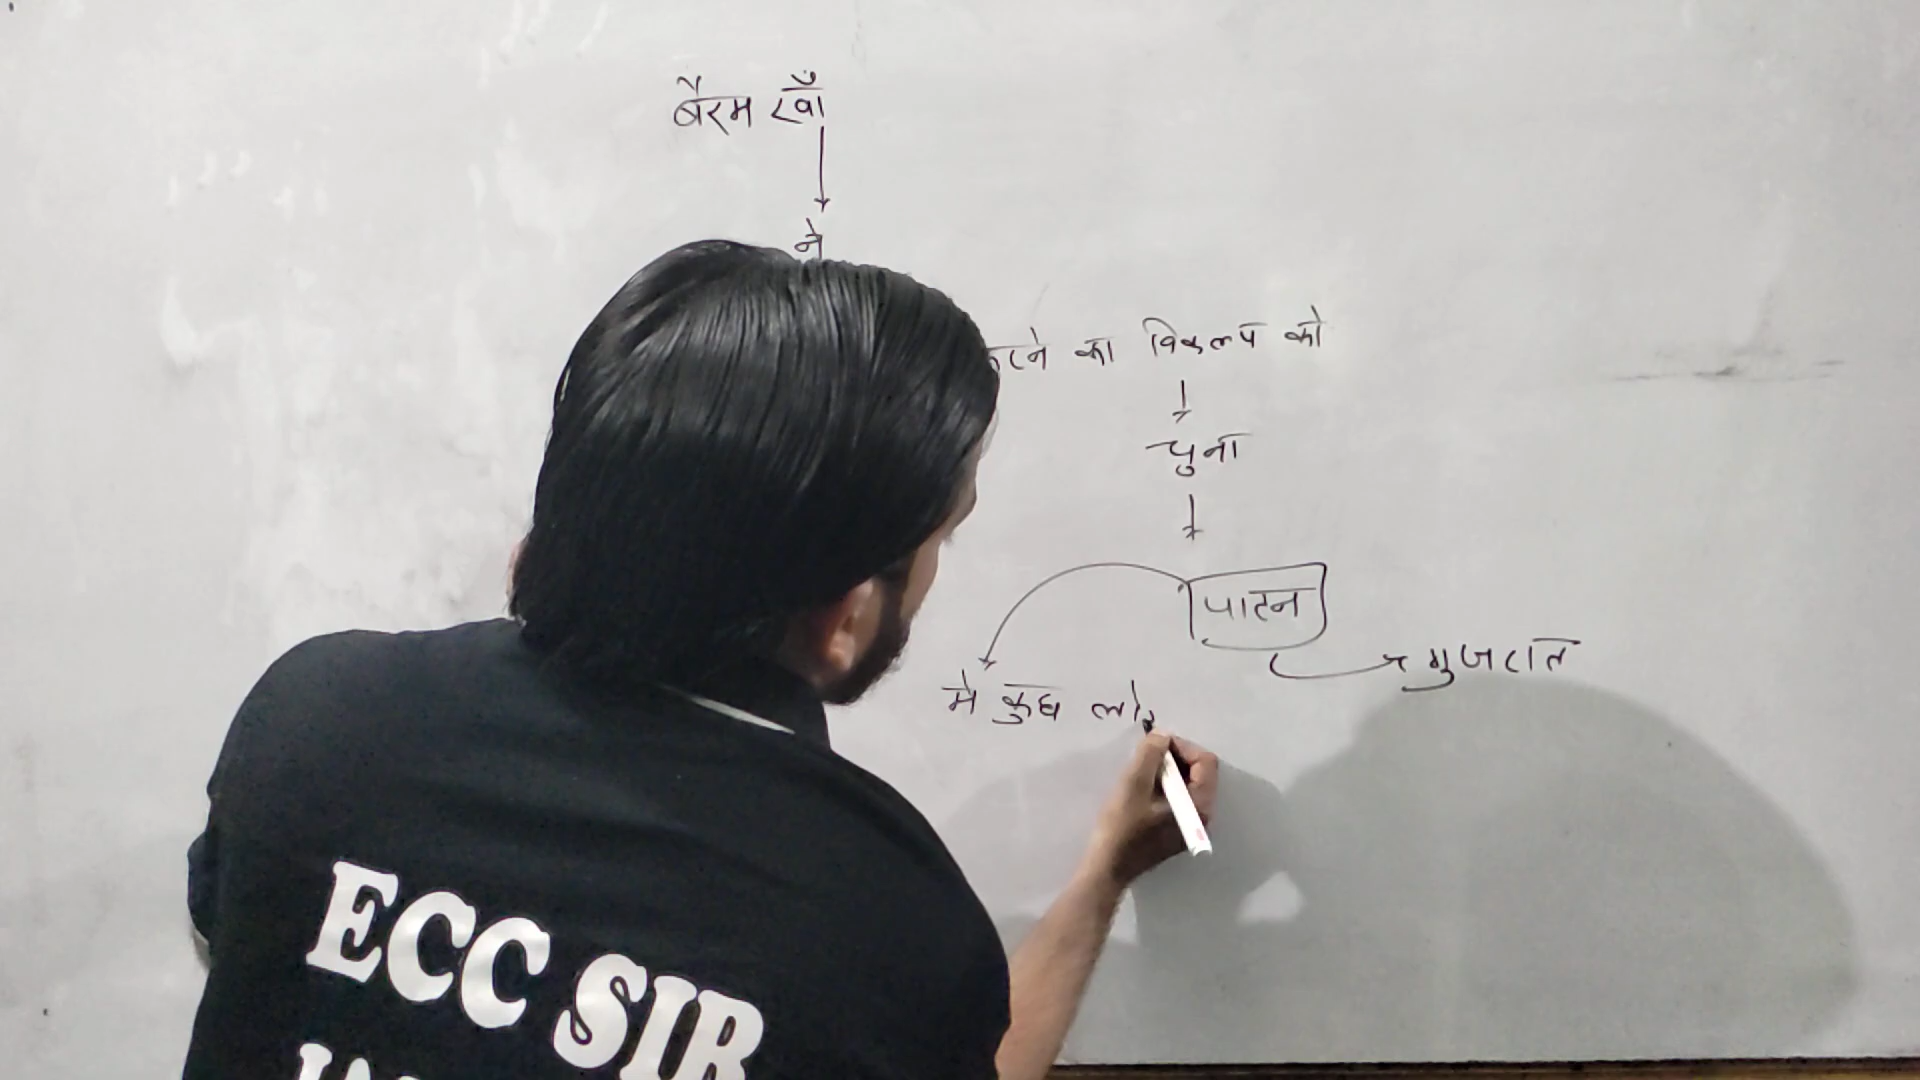 बैरम खाँ
ने
करने का विकल्प को
चुना
पाटन
गुजरात
मे कुछ लो
ECC SIR